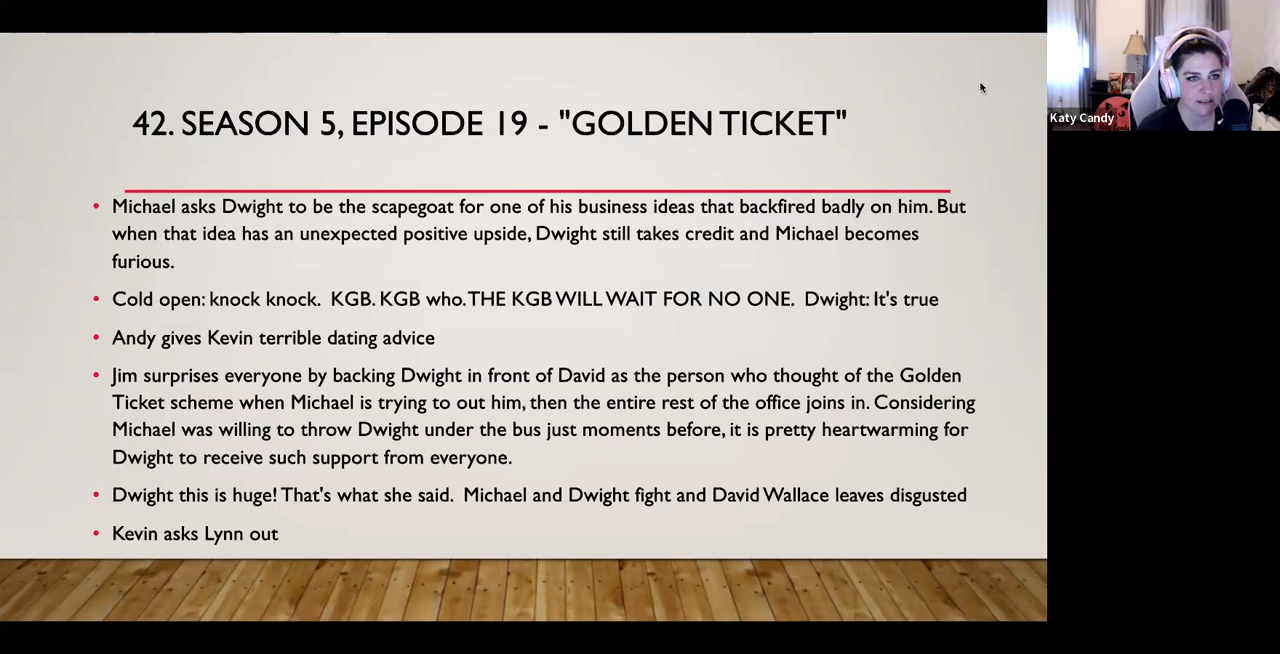 42. SEASON 5, EPISODE 19 - "GOLDEN TICKET"
• Michael asks Dwight to be the scapegoat for one of his business ideas that backfired badly on him. But
when that idea has an unexpected positive upside, Dwight still takes credit and Michael becomes
furious.
• Cold open: knock knock.  KGB. KGB who. THE KGB WILL WAIT FOR NO ONE.  Dwight: It's true
• Andy gives Kevin terrible dating advice
• Jim surprises everyone by backing Dwight in front of David as the person who thought of the Golden
Ticket scheme when Michael is trying to out him, then the entire rest of the office joins in. Considering
Michael was willing to throw Dwight under the bus just moments before, it is pretty heartwarming for
Dwight to receive such support from everyone.
• Dwight this is huge! That's what she said.  Michael and Dwight fight and David Wallace leaves disgusted
• Kevin asks Lynn out
Katy Candy